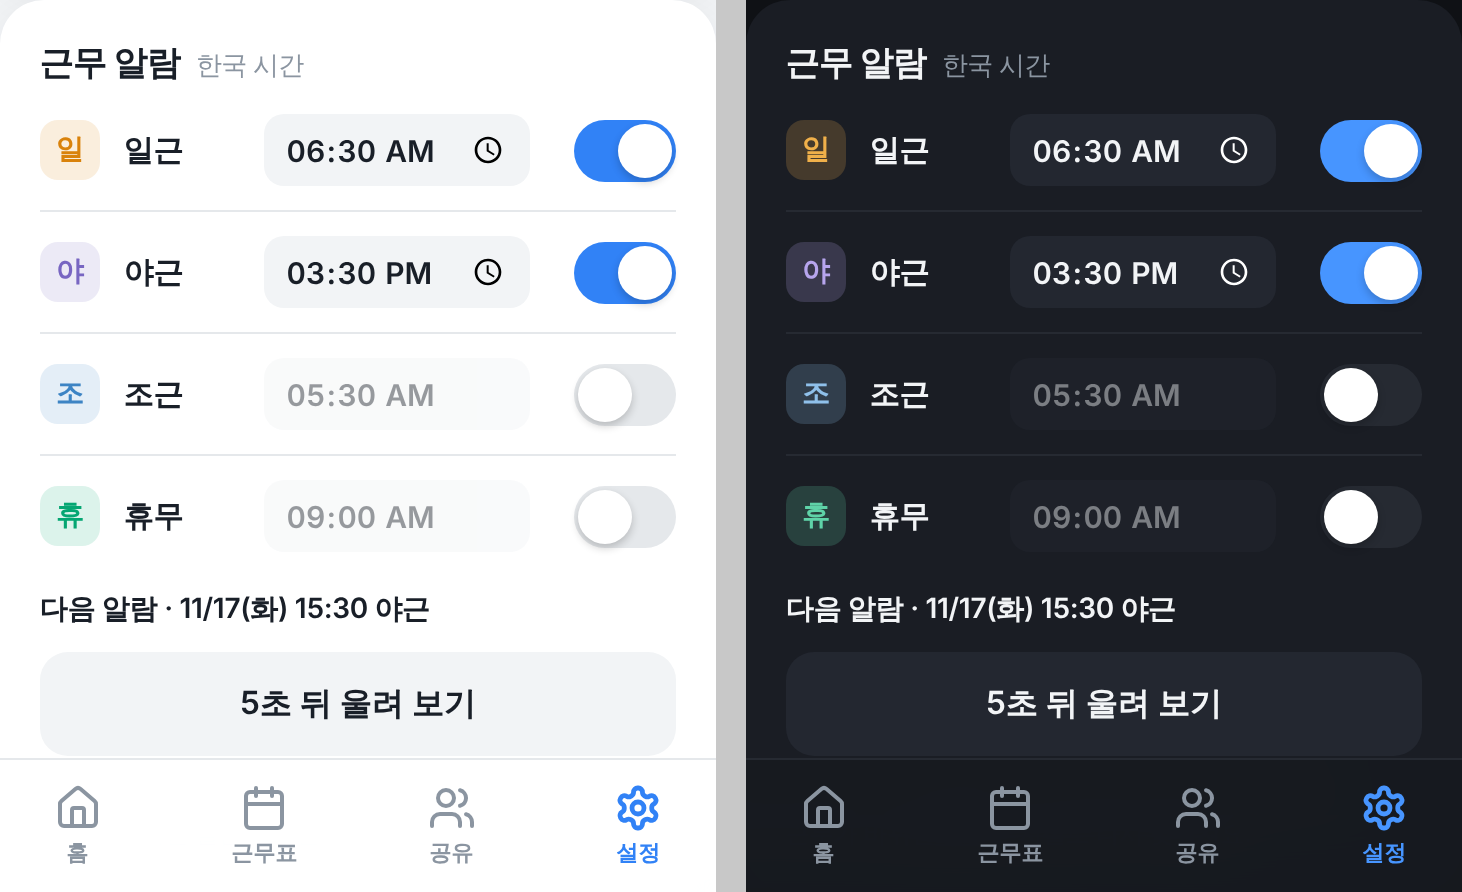 근무 알람 한국 시간
일 일근 06:30 AM
야 야근 03:30 PM
조 조근 05:30 AM
휴 휴무 09:00 AM
다음 알람 · 11/17(화) 15:30 야근
5초 뒤 울려 보기
홈 근무표 공유 설정
근무 알람 한국 시간
일 일근 06:30 AM
야 야근 03:30 PM
조 조근 05:30 AM
휴 휴무 09:00 AM
다음 알람 · 11/17(화) 15:30 야근
5초 뒤 울려 보기
홈 근무표 공유 설정